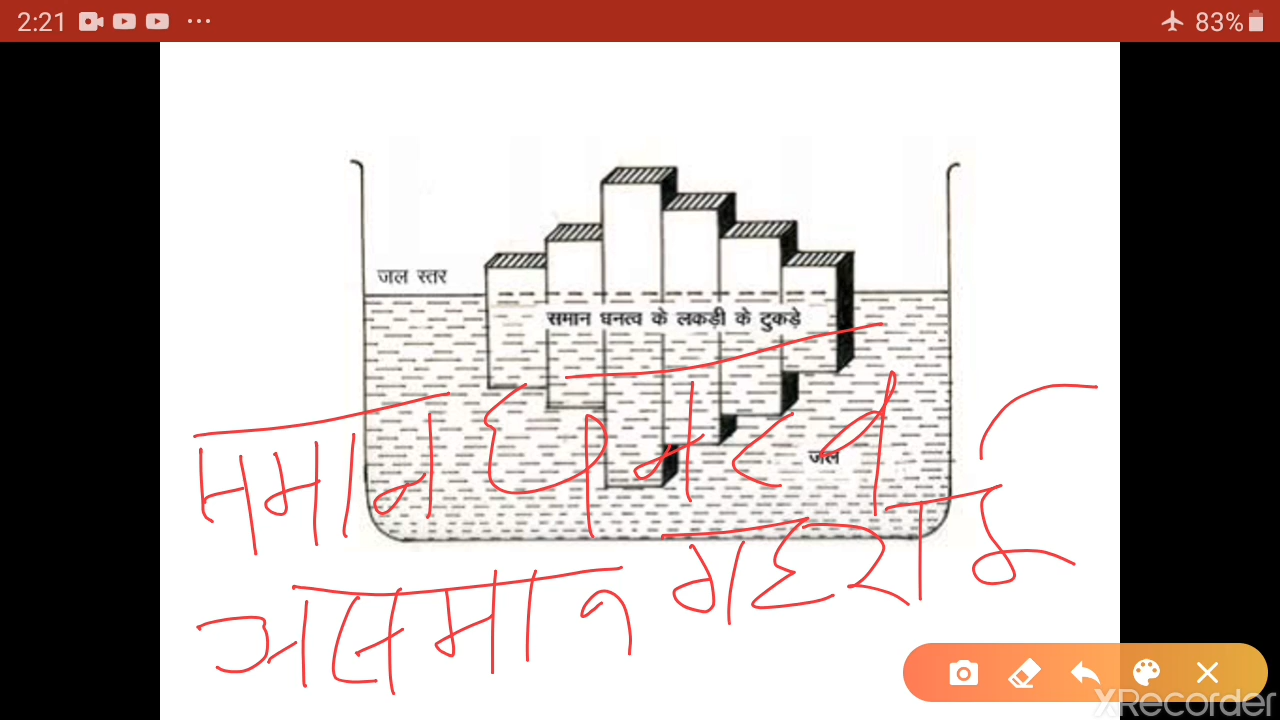 2:21
83%
जल स्तर
समान घनत्व के लकड़ी के टुकड़े
जल
समान घनत्व
असमान गहराई
XRecorder